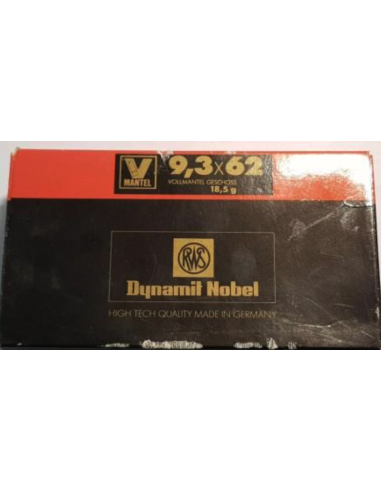 V
MANTEL
9,3x62
VOLLMANTEL GESCHOSS
18,5 g
RWS
Dynamit Nobel
HIGH TECH QUALITY MADE IN GERMANY